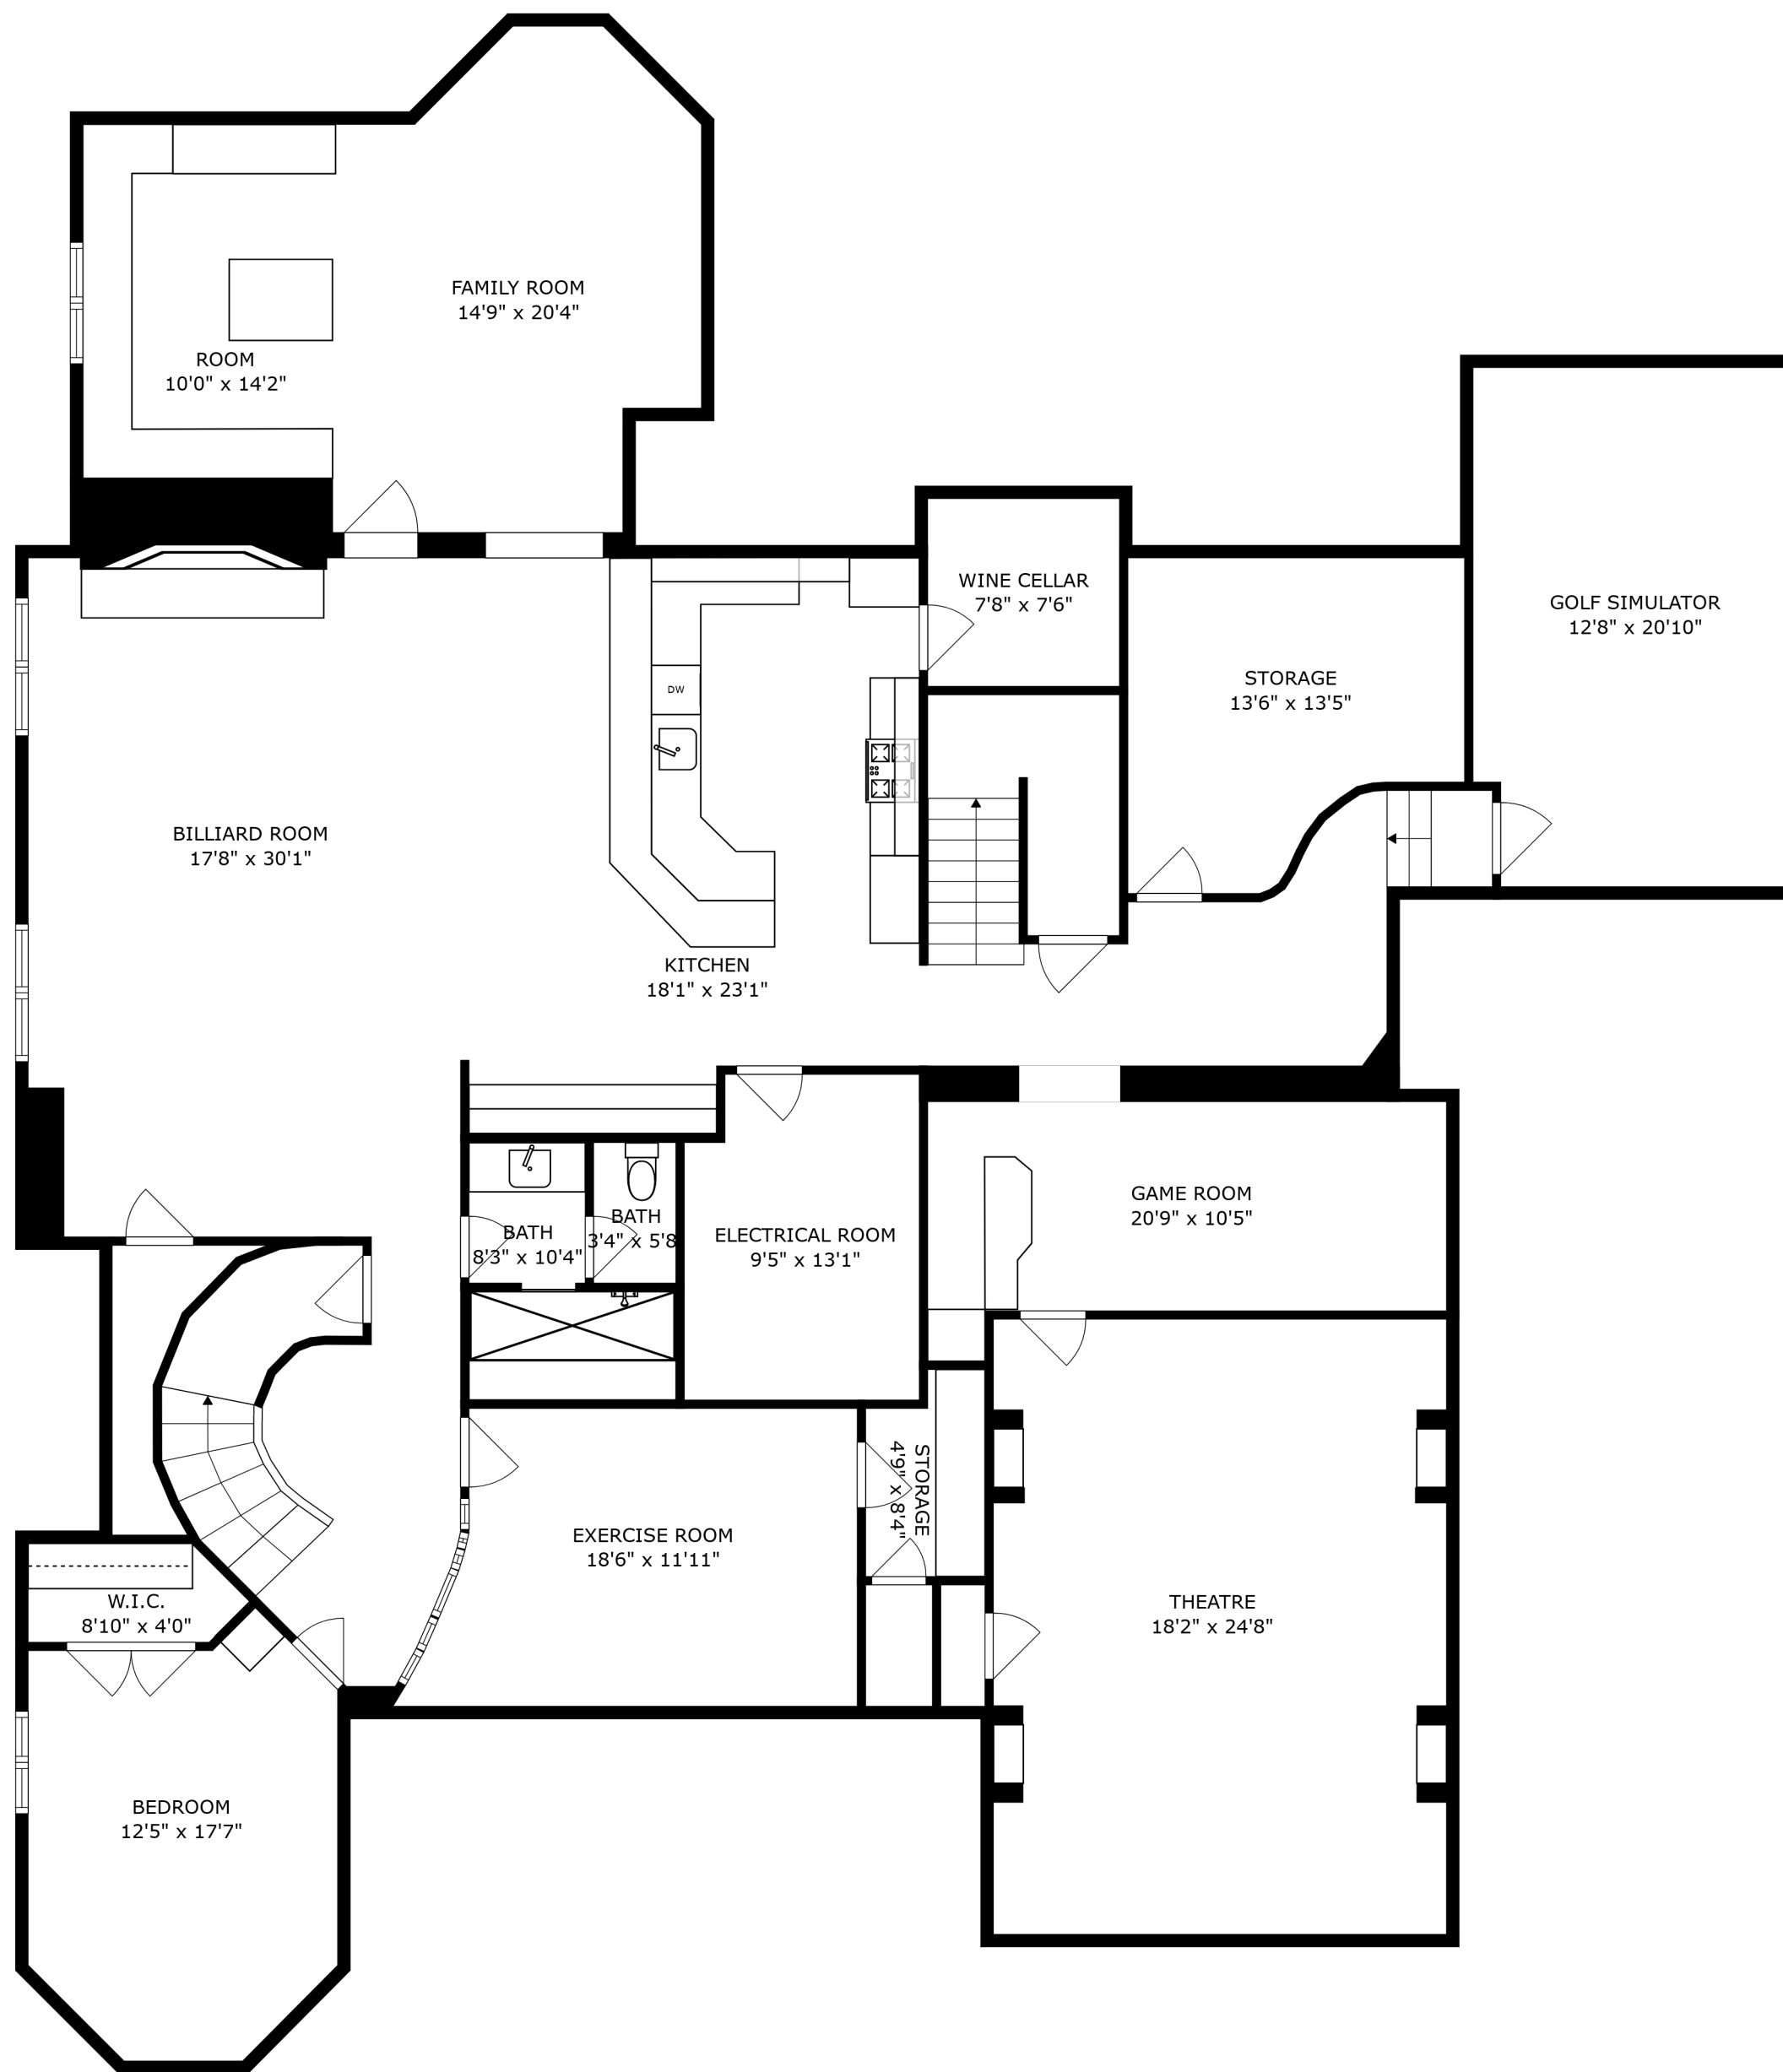 FAMILY ROOM
14'9" x 20'4"
ROOM
10'0" x 14'2"
WINE CELLAR
7'8" x 7'6"
GOLF SIMULATOR
12'8" x 20'10"
STORAGE
13'6" x 13'5"
DW
BILLIARD ROOM
17'8" x 30'1"
KITCHEN
18'1" x 23'1"
GAME ROOM
20'9" x 10'5"
BATH
3'4" x 5'8
BATH
8'3" x 10'4"
ELECTRICAL ROOM
9'5" x 13'1"
STORAGE
4'9" x 8'4"
EXERCISE ROOM
18'6" x 11'11"
W.I.C.
8'10" x 4'0"
THEATRE
18'2" x 24'8"
BEDROOM
12'5" x 17'7"